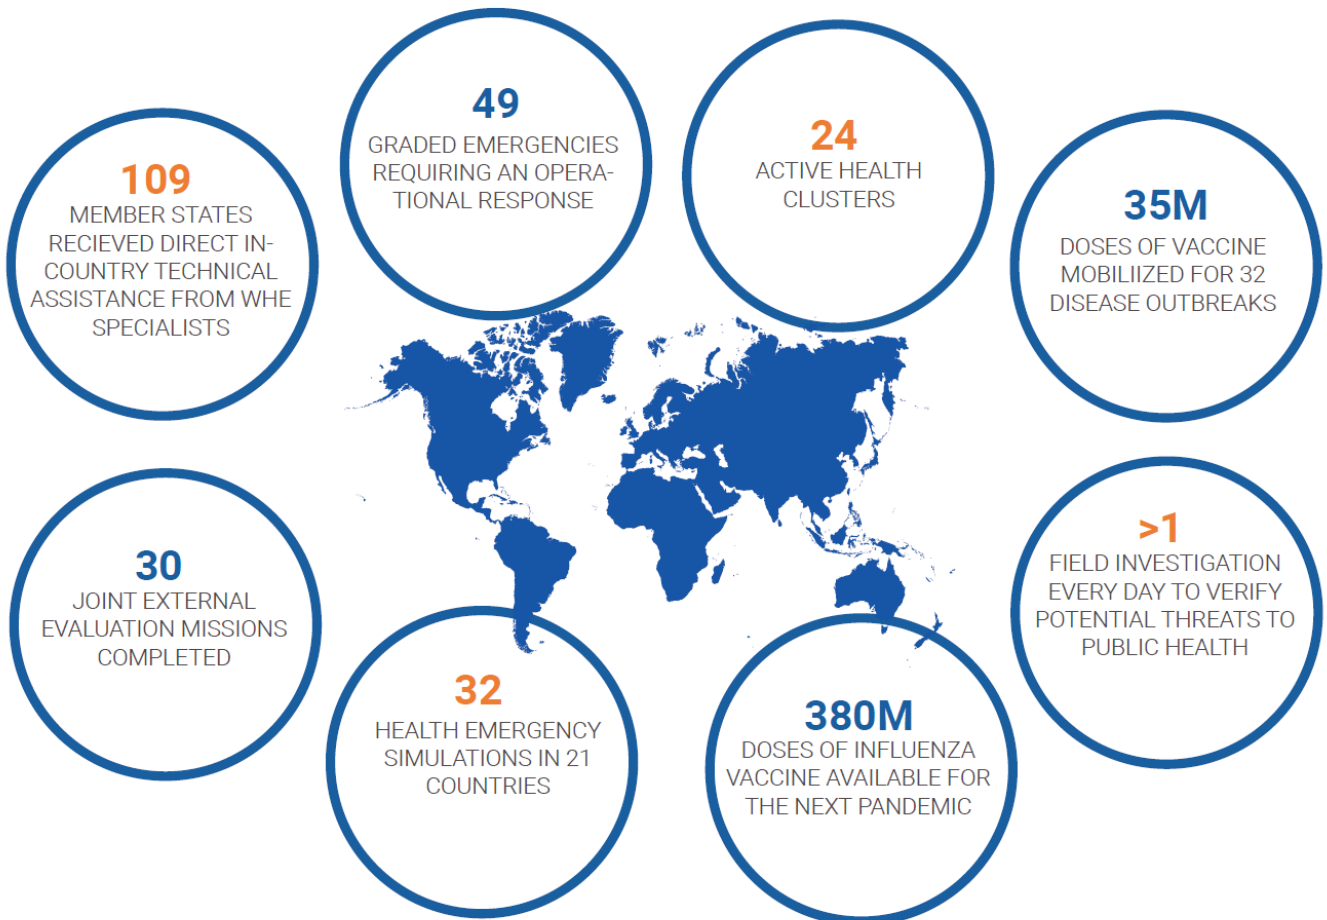 109
MEMBER STATES
RECIEVED DIRECT IN-
COUNTRY TECHNICAL
ASSISTANCE FROM WHE
SPECIALISTS
49
GRADED EMERGENCIES
REQUIRING AN OPERA-
TIONAL RESPONSE
24
ACTIVE HEALTH
CLUSTERS
35M
DOSES OF VACCINE
MOBILIIZED FOR 32
DISEASE OUTBREAKS
30
JOINT EXTERNAL
EVALUATION MISSIONS
COMPLETED
32
HEALTH EMERGENCY
SIMULATIONS IN 21
COUNTRIES
380M
DOSES OF INFLUENZA
VACCINE AVAILABLE FOR
THE NEXT PANDEMIC
>1
FIELD INVESTIGATION
EVERY DAY TO VERIFY
POTENTIAL THREATS TO
PUBLIC HEALTH